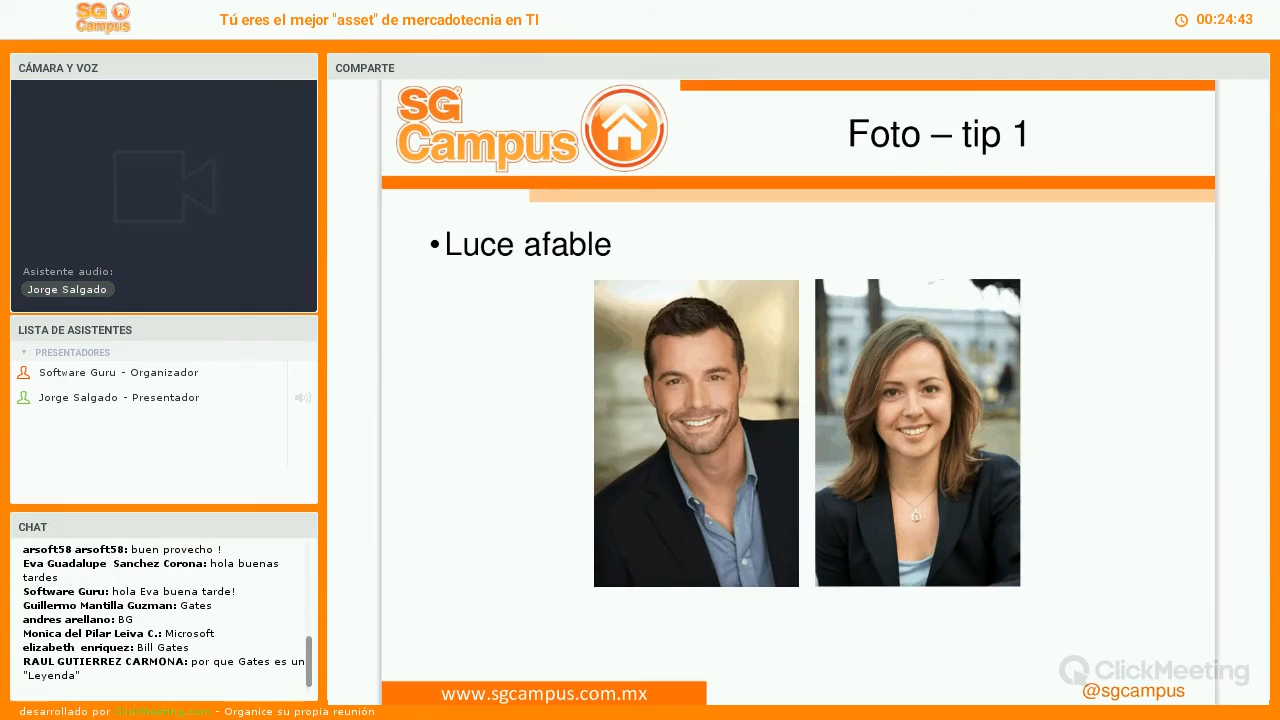 SG Campus
Tú eres el mejor "asset" de mercadotecnia en TI
00:24:43
CÁMARA Y VOZ
Asistente audio:
Jorge Salgado
LISTA DE ASISTENTES
PRESENTADORES
Software Guru - Organizador
Jorge Salgado - Presentador
CHAT
arsoft58 arsoft58: buen provecho !
Eva Guadalupe Sanchez Corona: hola buenas
tardes
Software Guru: hola Eva buena tarde!
Guillermo Mantilla Guzman: Gates
andres arellano: BG
Monica del Pilar Leiva C.: Microsoft
elizabeth enriquez: Bill Gates
RAUL GUTIERREZ CARMONA: por que Gates es un
"Leyenda"
desarrollado por ClickMeeting.com - Organice su propia reunión
COMPARTE
SG
Campus
Foto – tip 1
•Luce afable
www.sgcampus.com.mx
ClickMeeting
@sgcampus